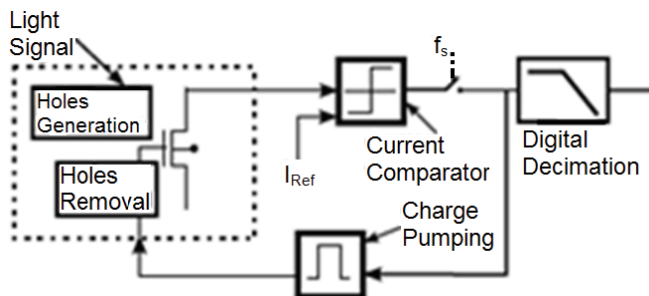 Light
Signal
Holes
Generation
Holes
Removal
I_Ref
f_s
Current
Comparator
Digital
Decimation
Charge
Pumping